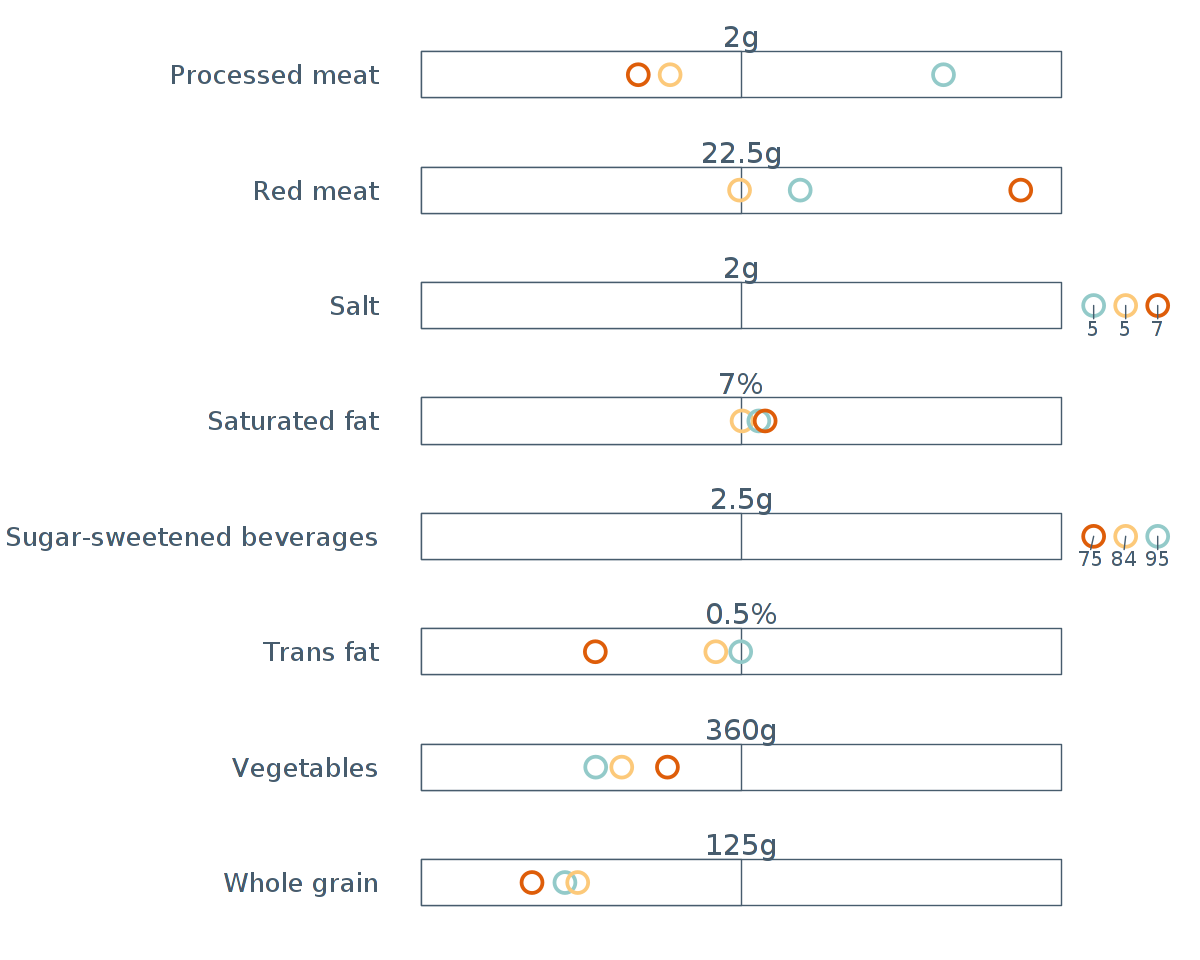 2g
Processed meat
22.5g
Red meat
2g
Salt
5 5 7
7%
Saturated fat
2.5g
Sugar-sweetened beverages
75 84 95
0.5%
Trans fat
360g
Vegetables
125g
Whole grain